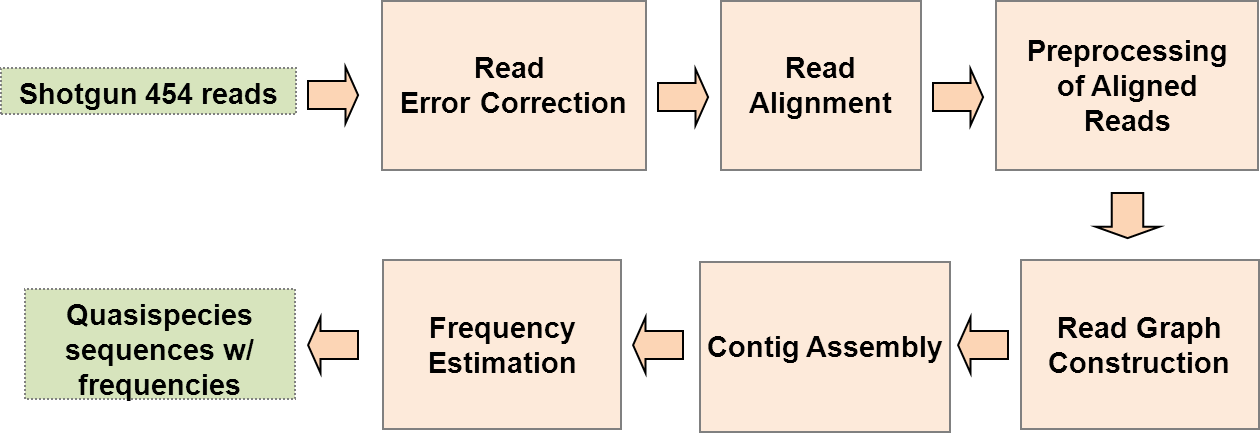 Shotgun 454 reads
Read
Error Correction
Read
Alignment
Preprocessing
of Aligned
Reads
Read Graph
Construction
Contig Assembly
Frequency
Estimation
Quasispecies
sequences w/
frequencies